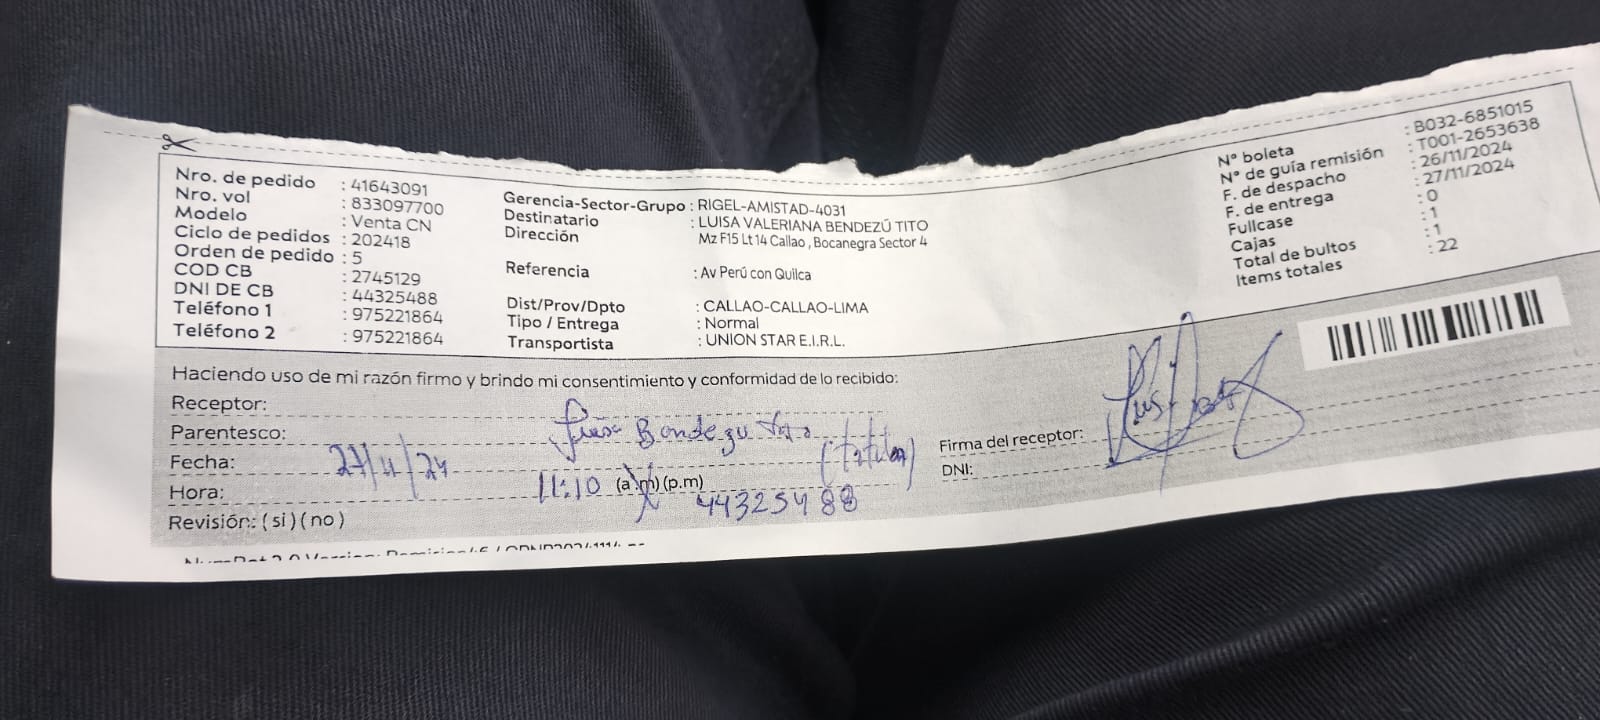 Nro. de pedido : 41643091
Nro. vol : 833097700
Modelo : Venta CN
Ciclo de pedidos : 202418
Orden de pedido : 5
COD CB : 2745129
DNI DE CB : 44325488
Teléfono 1 : 975221864
Teléfono 2 : 975221864
Gerencia-Sector-Grupo : RIGEL-AMISTAD-4031
Destinatario : LUISA VALERIANA BENDEZÚ TITO
Dirección Mz F15 Lt 14 Callao , Bocanegra Sector 4
Referencia : Av Perú con Quilca
Dist/Prov/Dpto : CALLAO-CALLAO-LIMA
Tipo / Entrega : Normal
Transportista : UNION STAR E.I.R.L.
N° boleta : B032-6851015
N° de guía remisión : T001-2653638
F. de despacho : 26/11/2024
F. de entrega : 27/11/2024
Fullcase : 0
Cajas : 1
Total de bultos : 1
Items totales : 22
Haciendo uso de mi razón firmo y brindo mi consentimiento y conformidad de lo recibido:
Receptor:
Parentesco: Luisa Bendezu Tito
Fecha: 27/11/24 (titular)
Hora: 11:10 (a.m) (p.m) 44325488
Revisión: ( si ) ( no )
Firma del receptor:
DNI: